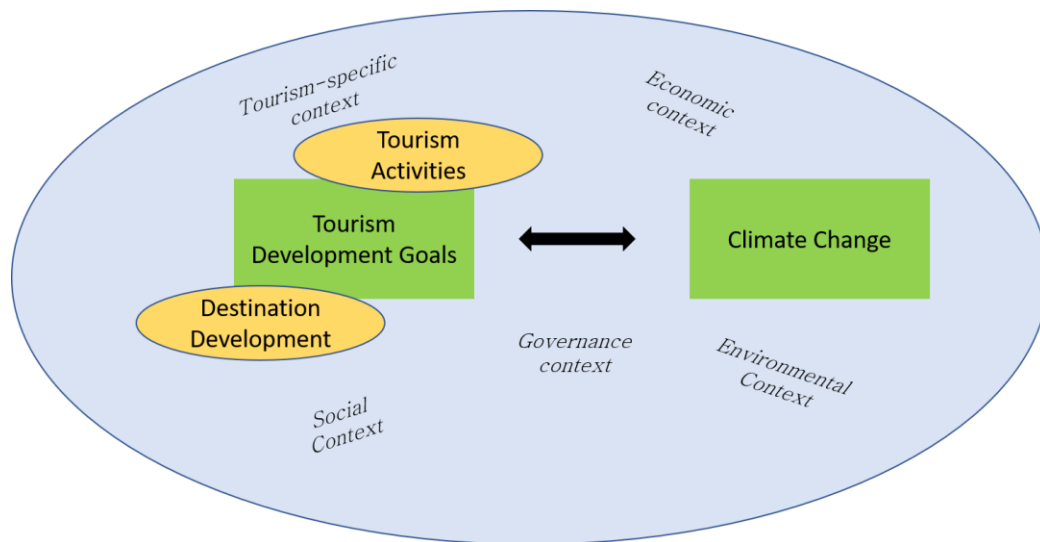 Tourism-specific
context
Economic
context
Tourism
Activities
Tourism
Development Goals
Climate Change
Destination
Development
Governance
context
Environmental
Context
Social
Context